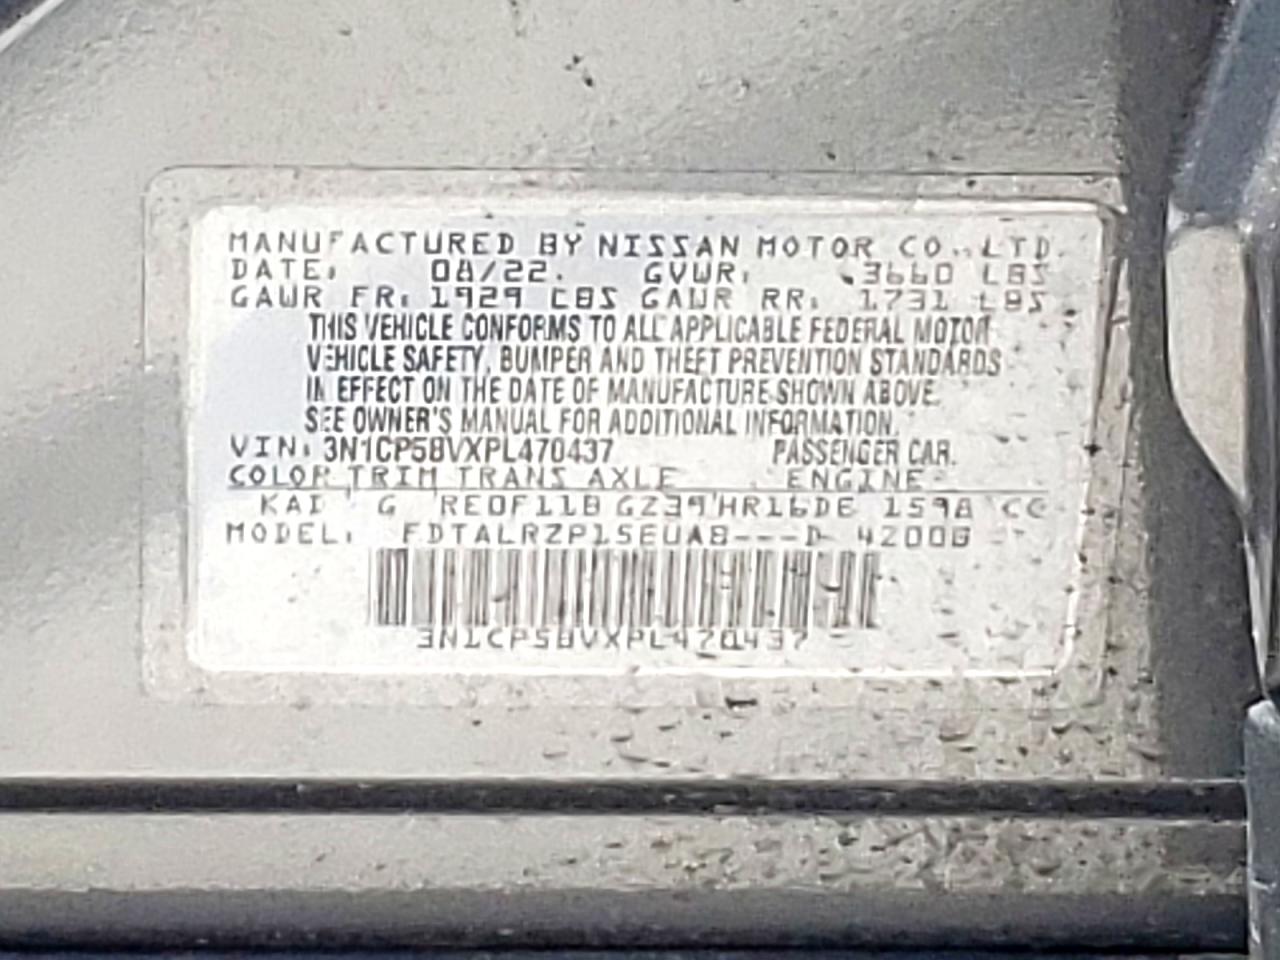 MANUFACTURED BY NISSAN MOTOR CO., LTD.
DATE: 08/22. GVWR: 3660 LBS
GAWR FR: 1929 LBS GAWR RR: 1731 LBS
THIS VEHICLE CONFORMS TO ALL APPLICABLE FEDERAL MOTOR
VEHICLE SAFETY, BUMPER AND THEFT PREVENTION STANDARDS
IN EFFECT ON THE DATE OF MANUFACTURE SHOWN ABOVE.
SEE OWNER'S MANUAL FOR ADDITIONAL INFORMATION.
VIN: 3N1CP5BVXPL470437 PASSENGER CAR.
COLOR TRIM TRANS AXLE ENGINE
KAD G RE0F11B GZ39 HR16DE 1598 CC
MODEL: FDTALRZP15EUAB---D- 42008
3N1CP5BVXPL470437